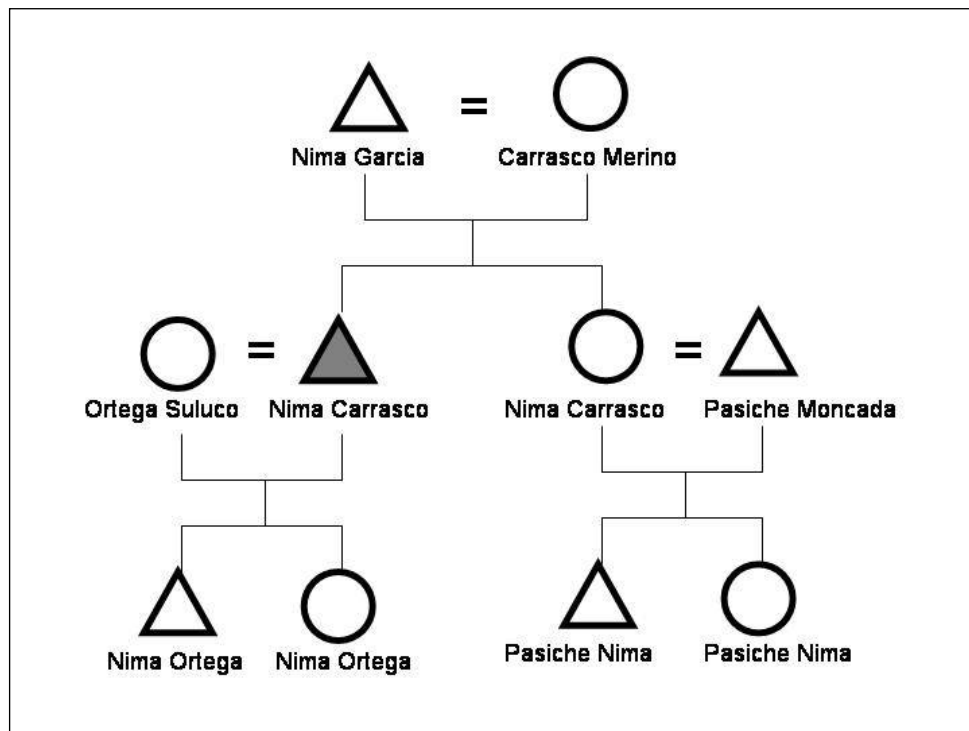 =
Nima Garcia Carrasco Merino
= =
Ortega Suluco Nima Carrasco Nima Carrasco Pasiche Moncada
Nima Ortega Nima Ortega Pasiche Nima Pasiche Nima